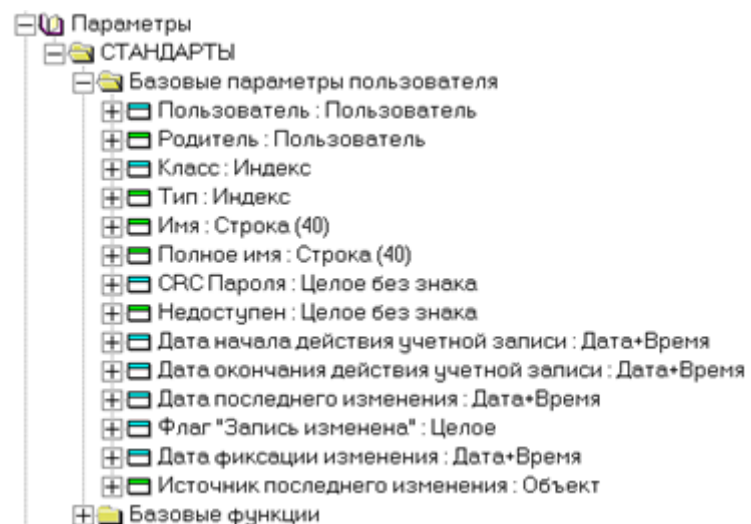 Параметры
СТАНДАРТЫ
Базовые параметры пользователя
Пользователь : Пользователь
Родитель : Пользователь
Класс : Индекс
Тип : Индекс
Имя : Строка (40)
Полное имя : Строка (40)
CRC Пароля : Целое без знака
Недоступен : Целое без знака
Дата начала действия учетной записи : Дата+Время
Дата окончания действия учетной записи : Дата+Время
Дата последнего изменения : Дата+Время
Флаг "Запись изменена" : Целое
Дата фиксации изменения : Дата+Время
Источник последнего изменения : Объект
Базовые функции